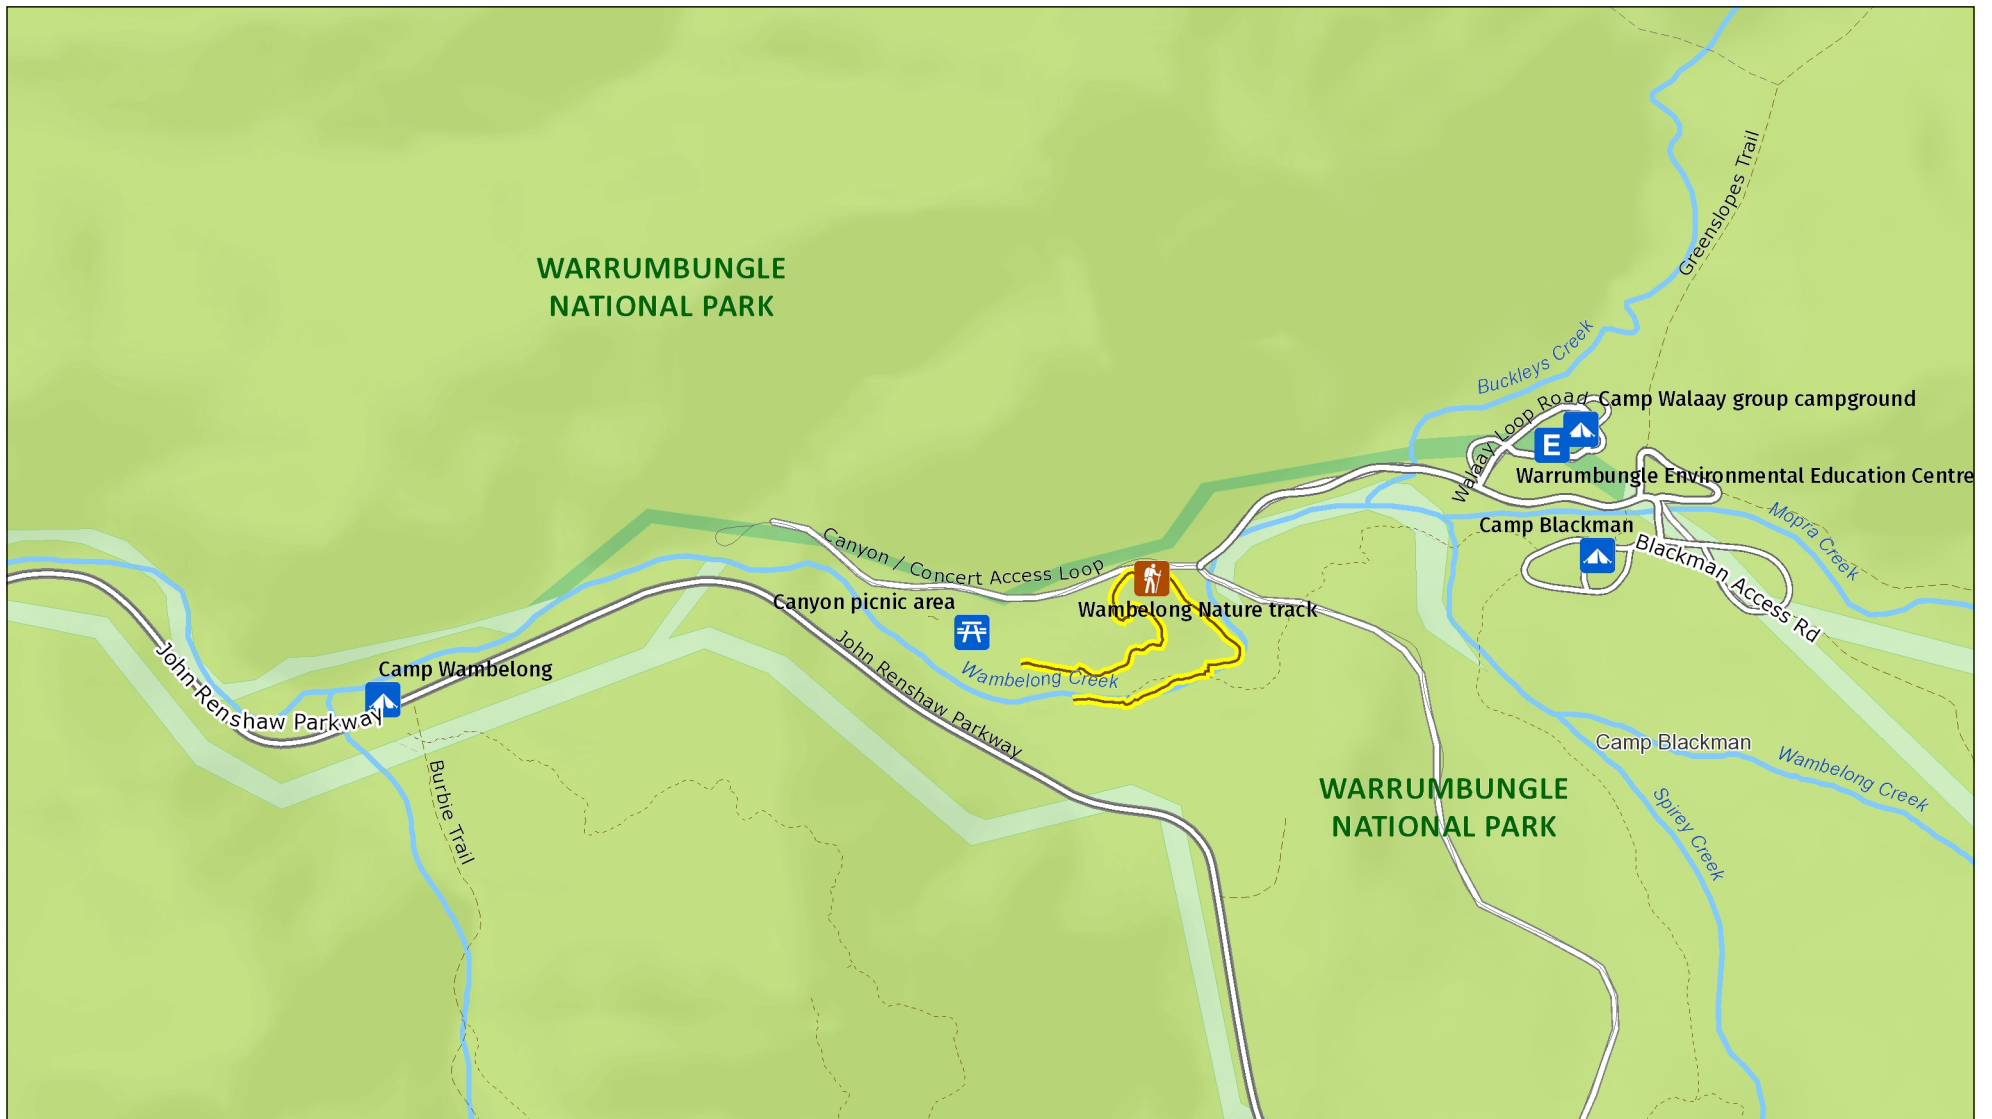 Greenslopes Trail
WARRUMBUNGLE
NATIONAL PARK
Buckleys Creek
Walaay Loop Road
Camp Walaay group campground
E
Warrumbungle Environmental Education Centre
Camp Blackman
Mopra Creek
Blackman Access Rd
Canyon / Concert Access Loop
Canyon picnic area
Wambelong Nature track
John Renshaw Parkway
Camp Wambelong
John Renshaw Parkway
Wambelong Creek
Burbie Trail
Camp Blackman
Wambelong Creek
WARRUMBUNGLE
NATIONAL PARK
Spirey Creek